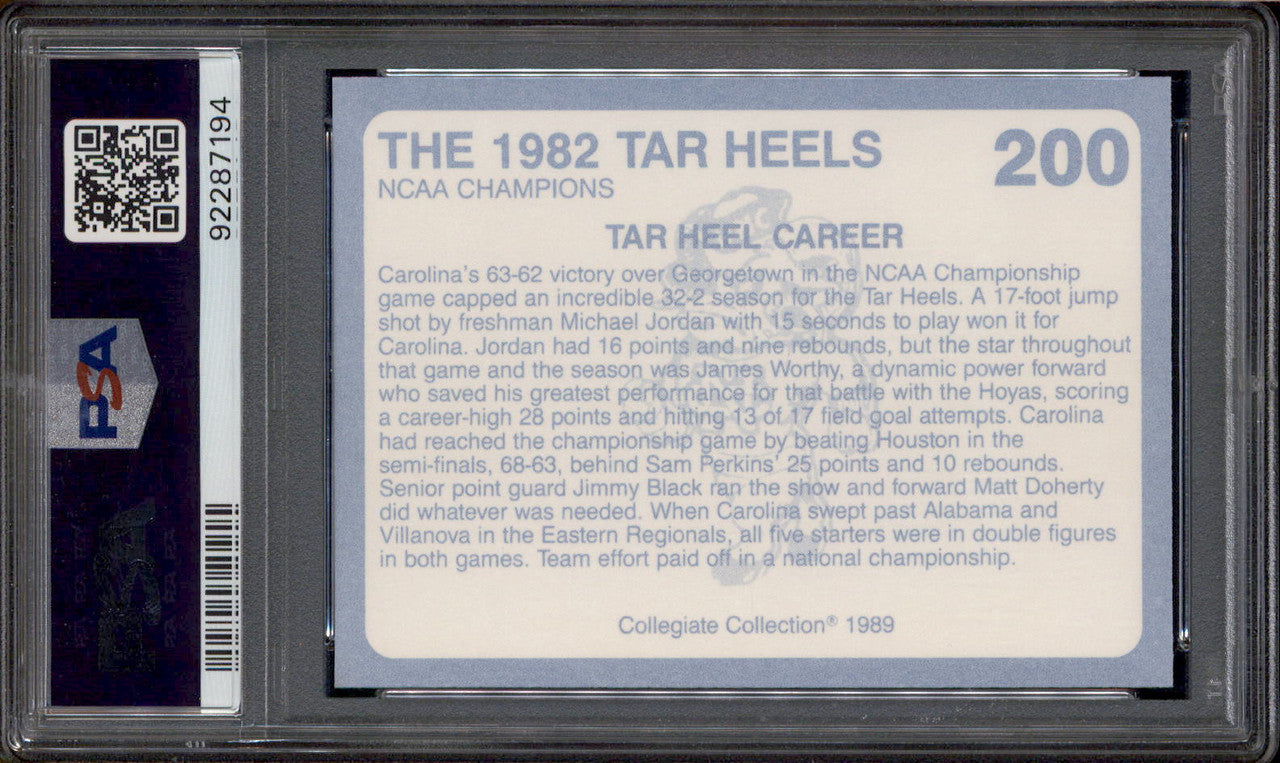 92287194
PSA
THE 1982 TAR HEELS
200
NCAA CHAMPIONS
TAR HEEL CAREER
Carolina's 63-62 victory over Georgetown in the NCAA Championship
game capped an incredible 32-2 season for the Tar Heels. A 17-foot jump
shot by freshman Michael Jordan with 15 seconds to play won it for
Carolina. Jordan had 16 points and nine rebounds, but the star throughout
that game and the season was James Worthy, a dynamic power forward
who saved his greatest performance for that battle with the Hoyas, scoring
a career-high 28 points and hitting 13 of 17 field goal attempts. Carolina
had reached the championship game by beating Houston in the
semi-finals, 68-63, behind Sam Perkins' 25 points and 10 rebounds.
Senior point guard Jimmy Black ran the show and forward Matt Doherty
did whatever was needed. When Carolina swept past Alabama and
Villanova in the Eastern Regionals, all five starters were in double figures
in both games. Team effort paid off in a national championship.
Collegiate Collection® 1989